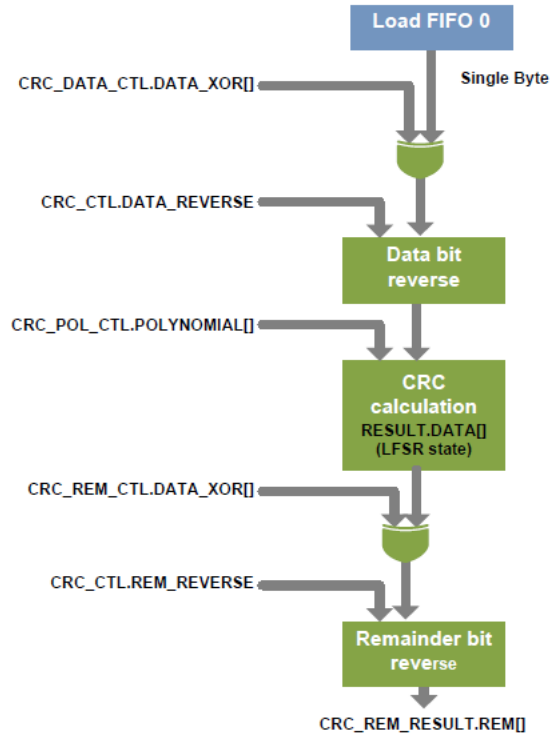 Load FIFO 0
CRC_DATA_CTL.DATA_XOR[]
Single Byte
CRC_CTL.DATA_REVERSE
Data bit
reverse
CRC_POL_CTL.POLYNOMIAL[]
CRC
calculation
RESULT.DATA[]
(LFSR state)
CRC_REM_CTL.DATA_XOR[]
CRC_CTL.REM_REVERSE
Remainder bit
reverse
CRC_REM_RESULT.REM[]